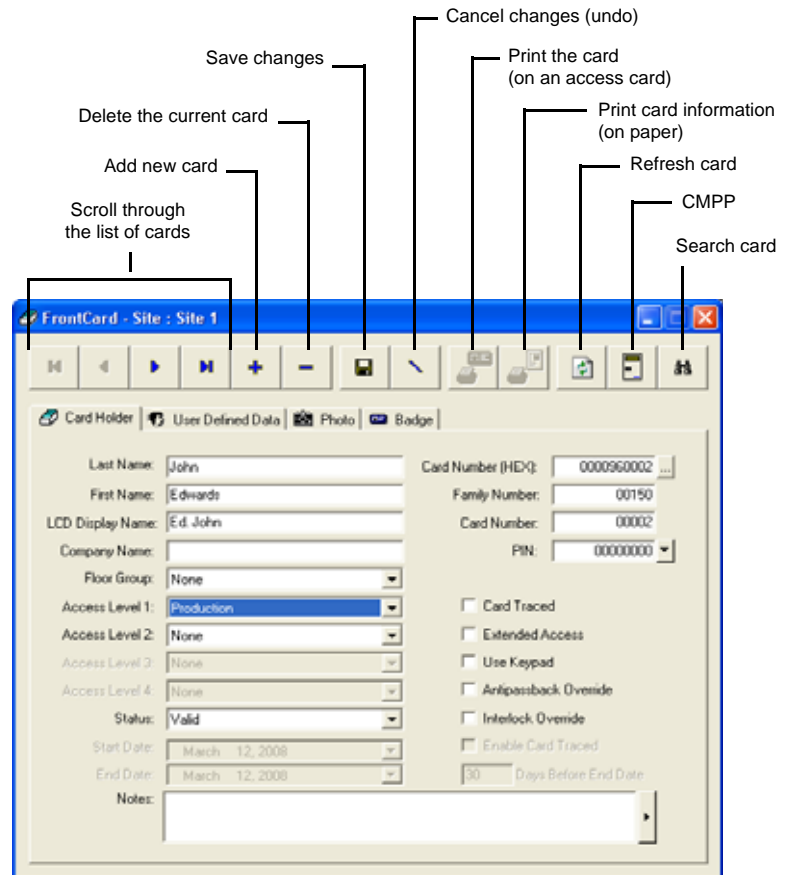 Cancel changes (undo)
Save changes
Print the card
(on an access card)
Delete the current card
Print card information
(on paper)
Add new card
Refresh card
Scroll through
the list of cards
CMPP
Search card
FrontCard - Site : Site 1
Card Holder User Defined Data Photo Badge
Last Name: John Card Number (HEX): 0000960002 ...
First Name: Edwards Family Number: 00150
LCD Display Name: Ed. John Card Number: 00002
Company Name: PIN: 00000000
Floor Group: None
Access Level 1: Production Card Traced
Access Level 2: None Extended Access
Access Level 3: None Use Keypad
Access Level 4: None Antipassback Override
Status: Valid Interlock Override
Start Date: March 12, 2008 Enable Card Traced
End Date: March 12, 2008 30 Days Before End Date
Notes: